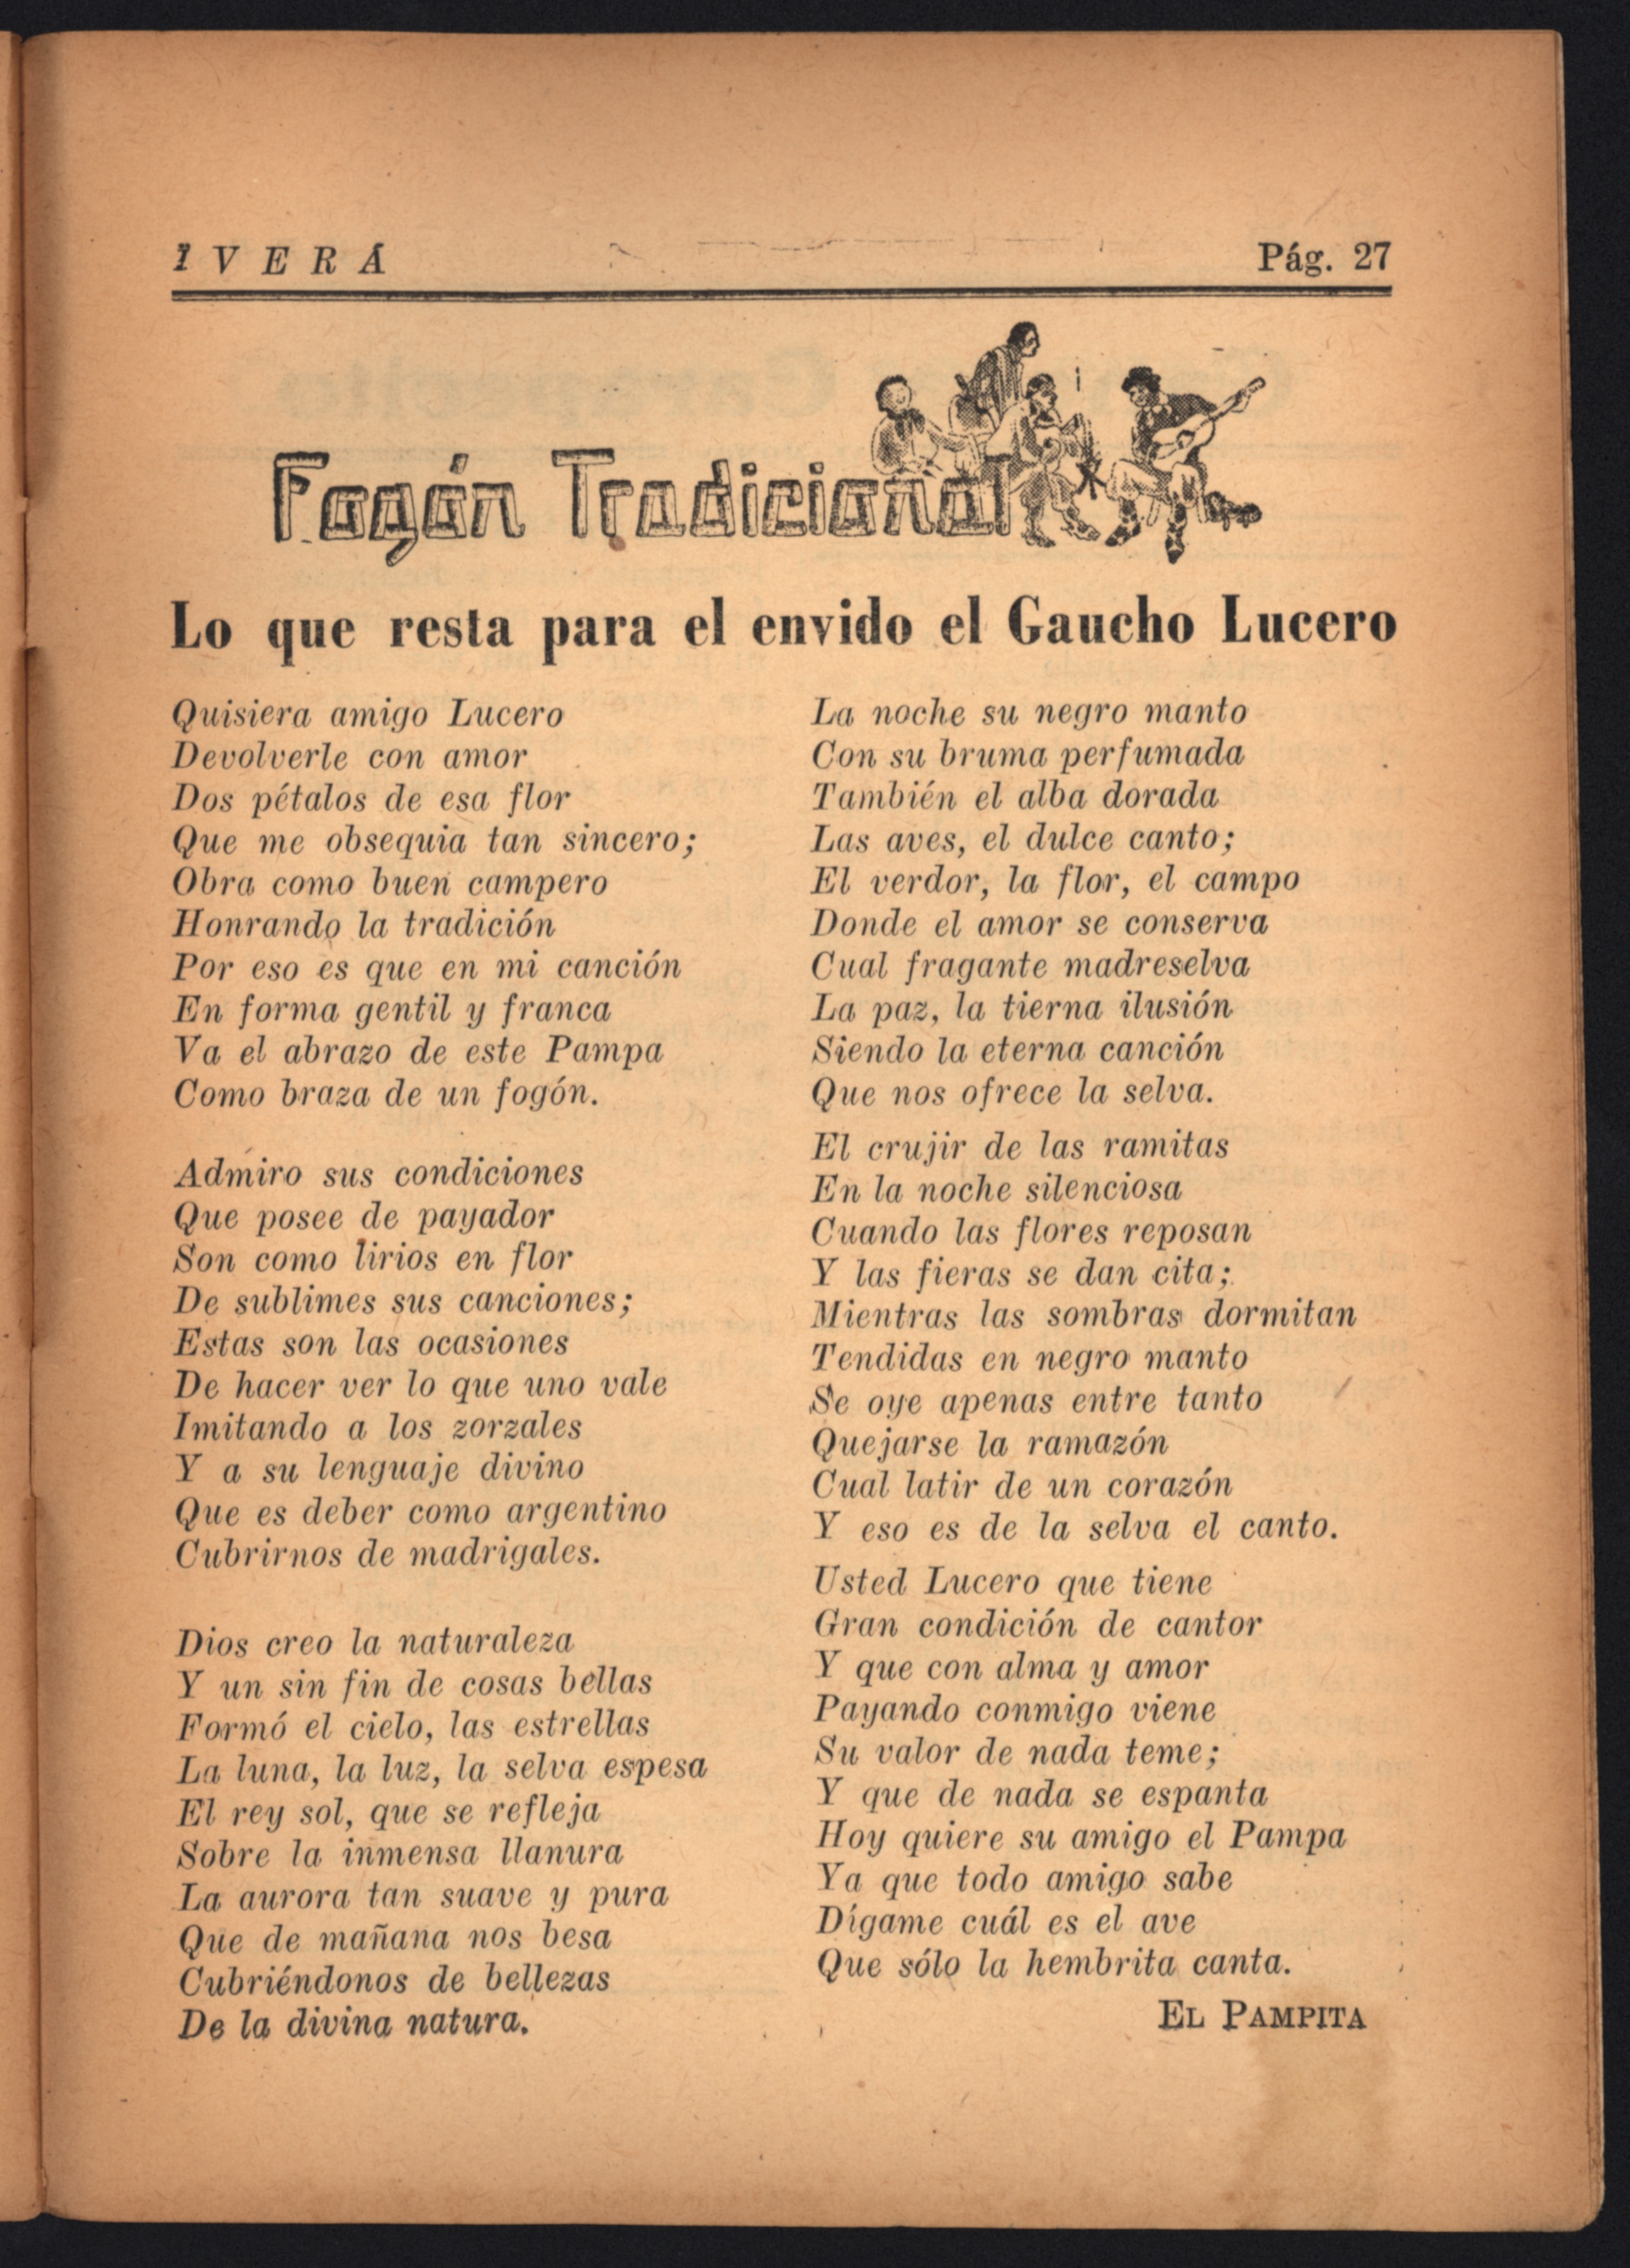 I V E R Á
Pág. 27
Fogón Tradicional
Lo que resta para el envido el Gaucho Lucero
Quisiera amigo Lucero
Devolverle con amor
Dos pétalos de esa flor
Que me obsequia tan sincero;
Obra como buen campero
Honrando la tradición
Por eso es que en mi canción
En forma gentil y franca
Va el abrazo de este Pampa
Como braza de un fogón.
Admiro sus condiciones
Que posee de payador
Son como lirios en flor
De sublimes sus canciones;
Estas son las ocasiones
De hacer ver lo que uno vale
Imitando a los zorzales
Y a su lenguaje divino
Que es deber como argentino
Cubrirnos de madrigales.
Dios creo la naturaleza
Y un sin fin de cosas bellas
Formó el cielo, las estrellas
La luna, la luz, la selva espesa
El rey sol, que se refleja
Sobre la inmensa llanura
La aurora tan suave y pura
Que de mañana nos besa
Cubriéndonos de bellezas
De la divina natura.
La noche su negro manto
Con su bruma perfumada
También el alba dorada
Las aves, el dulce canto;
El verdor, la flor, el campo
Donde el amor se conserva
Cual fragante madreselva
La paz, la tierna ilusión
Siendo la eterna canción
Que nos ofrece la selva.
El crujir de las ramitas
En la noche silenciosa
Cuando las flores reposan
Y las fieras se dan cita;
Mientras las sombras dormitan
Tendidas en negro manto
Se oye apenas entre tanto
Quejarse la ramazón
Cual latir de un corazón
Y eso es de la selva el canto.
Usted Lucero que tiene
Gran condición de cantor
Y que con alma y amor
Payando conmigo viene
Su valor de nada teme;
Y que de nada se espanta
Hoy quiere su amigo el Pampa
Ya que todo amigo sabe
Dígame cuál es el ave
Que sólo la hembrita canta.
EL PAMPITA